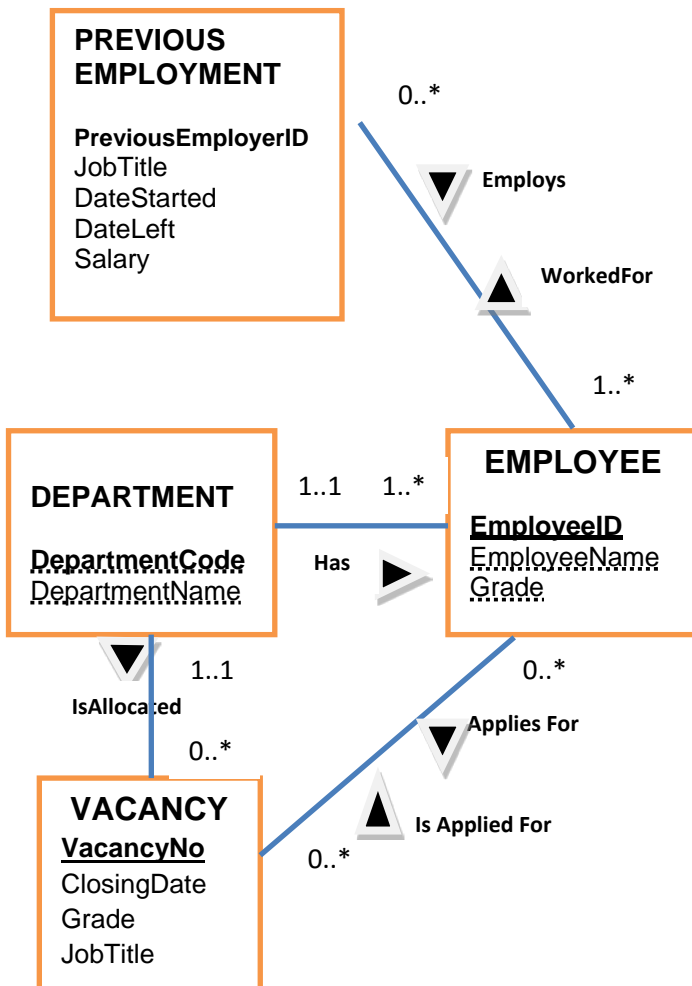 PREVIOUS
EMPLOYMENT
PreviousEmployerID
JobTitle
DateStarted
DateLeft
Salary
0..*
Employs
WorkedFor
1..*
DEPARTMENT
DepartmentCode
DepartmentName
1..1
1..*
Has
EMPLOYEE
EmployeeID
EmployeeName
Grade
1..1
IsAllocated
0..*
0..*
Applies For
Is Applied For
0..*
VACANCY
VacancyNo
ClosingDate
Grade
JobTitle